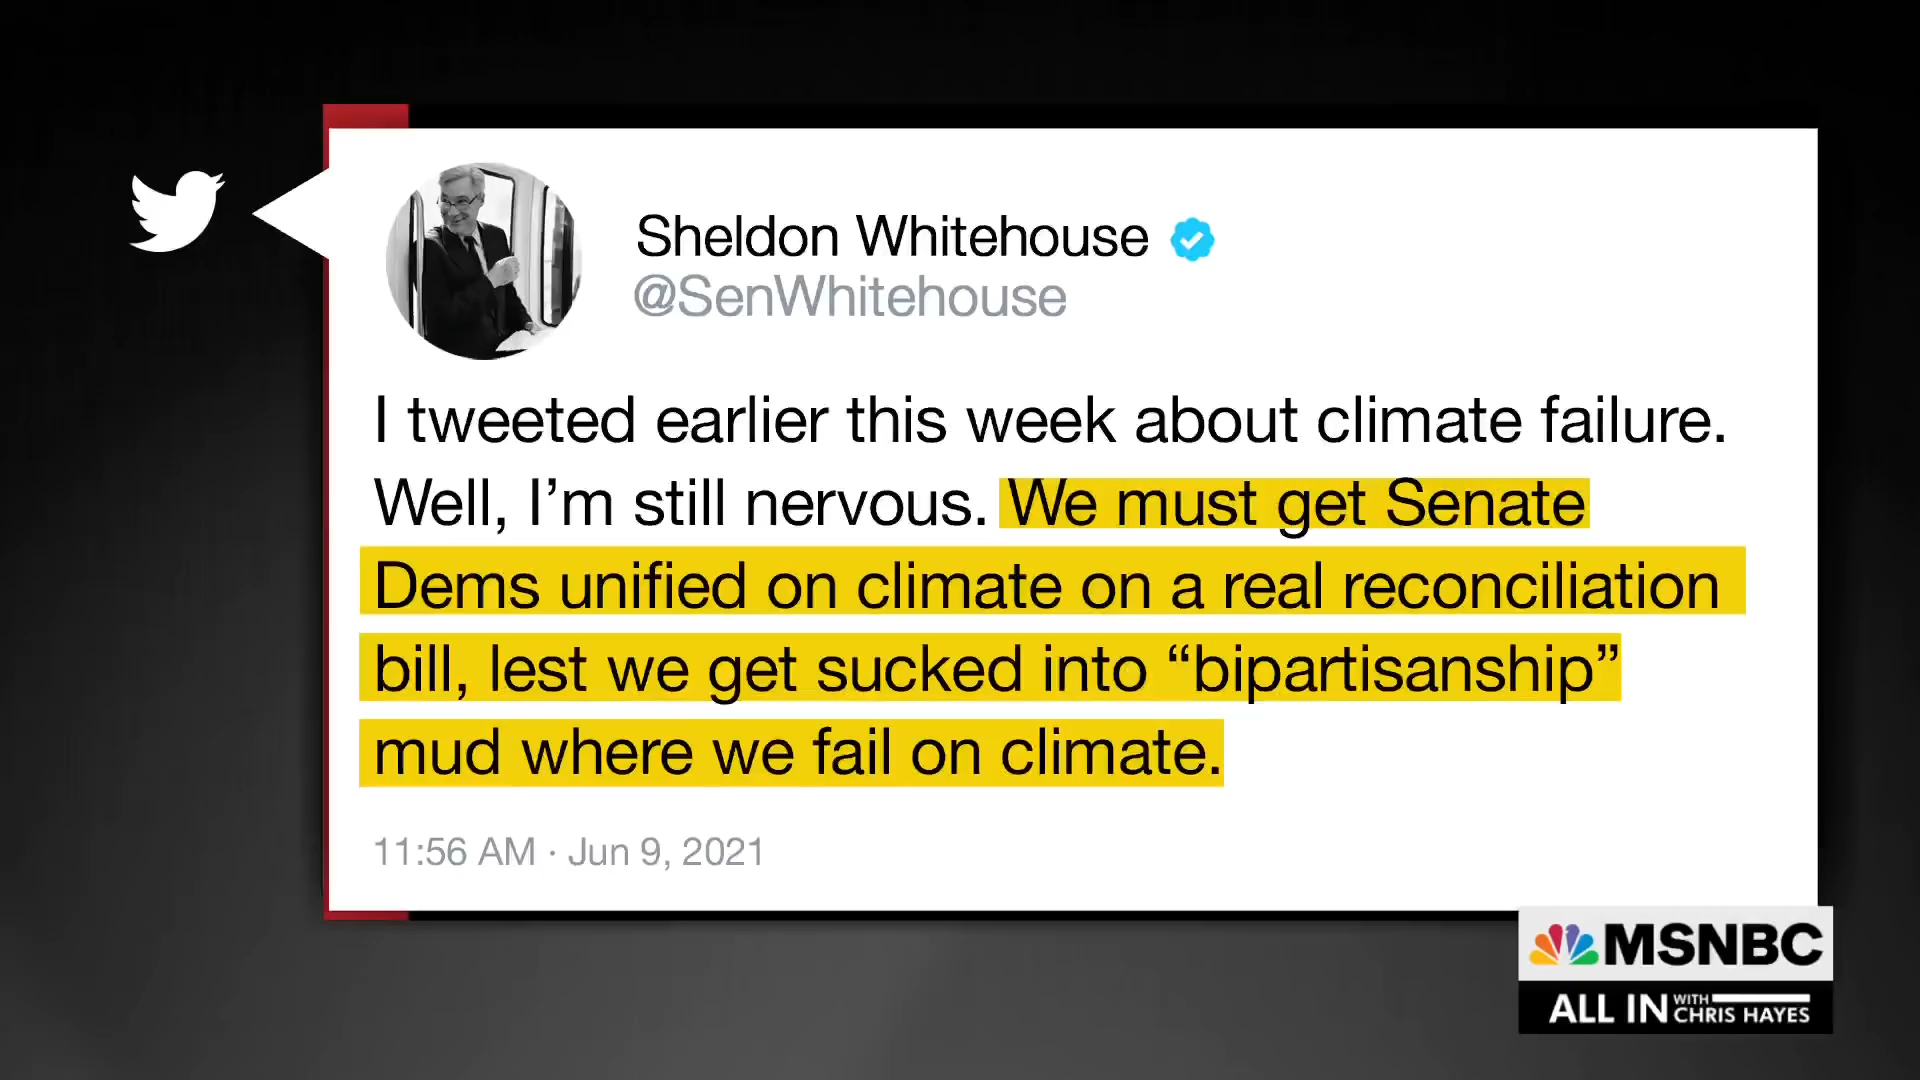 Sheldon Whitehouse
@SenWhitehouse
I tweeted earlier this week about climate failure.
Well, I’m still nervous. We must get Senate
Dems unified on climate on a real reconciliation
bill, lest we get sucked into “bipartisanship”
mud where we fail on climate.
11:56 AM · Jun 9, 2021
MSNBC
ALL IN WITH CHRIS HAYES